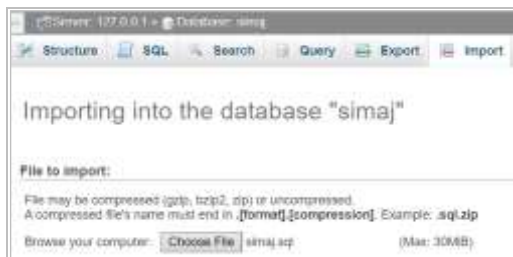 Server: 127.0.0.1 » Database: simaj
Structure SQL Search Query Export Import
Importing into the database "simaj"
File to import:
File may be compressed (gzip, bzip2, zip) or uncompressed.
A compressed file's name must end in .[format].[compression]. Example: .sql.zip
Browse your computer: Choose File simaj.sql (Max: 30MiB)